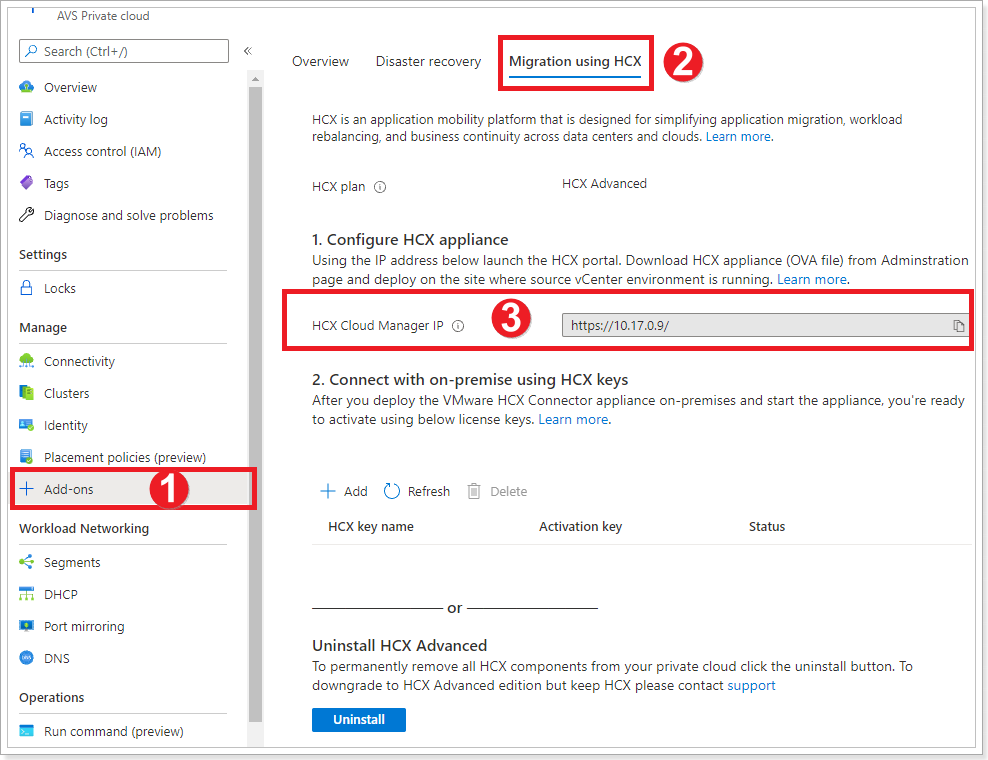 AVS Private cloud
Search (Ctrl+/)
«
Overview
Activity log
Access control (IAM)
Tags
Diagnose and solve problems
Settings
Locks
Manage
Connectivity
Clusters
Identity
Placement policies (preview)
Add-ons
1
Workload Networking
Segments
DHCP
Port mirroring
DNS
Operations
Run command (preview)
Overview
Disaster recovery
Migration using HCX
2
HCX is an application mobility platform that is designed for simplifying application migration, workload
rebalancing, and business continuity across data centers and clouds. Learn more.
HCX plan
HCX Advanced
1. Configure HCX appliance
Using the IP address below launch the HCX portal. Download HCX appliance (OVA file) from Adminstration
page and deploy on the site where source vCenter environment is running. Learn more.
HCX Cloud Manager IP
3
https://10.17.0.9/
2. Connect with on-premise using HCX keys
After you deploy the VMware HCX Connector appliance on-premises and start the appliance, you're ready
to activate using below license keys. Learn more.
Add
Refresh
Delete
HCX key name
Activation key
Status
or
Uninstall HCX Advanced
To permanently remove all HCX components from your private cloud click the uninstall button. To
downgrade to HCX Advanced edition but keep HCX please contact support
Uninstall